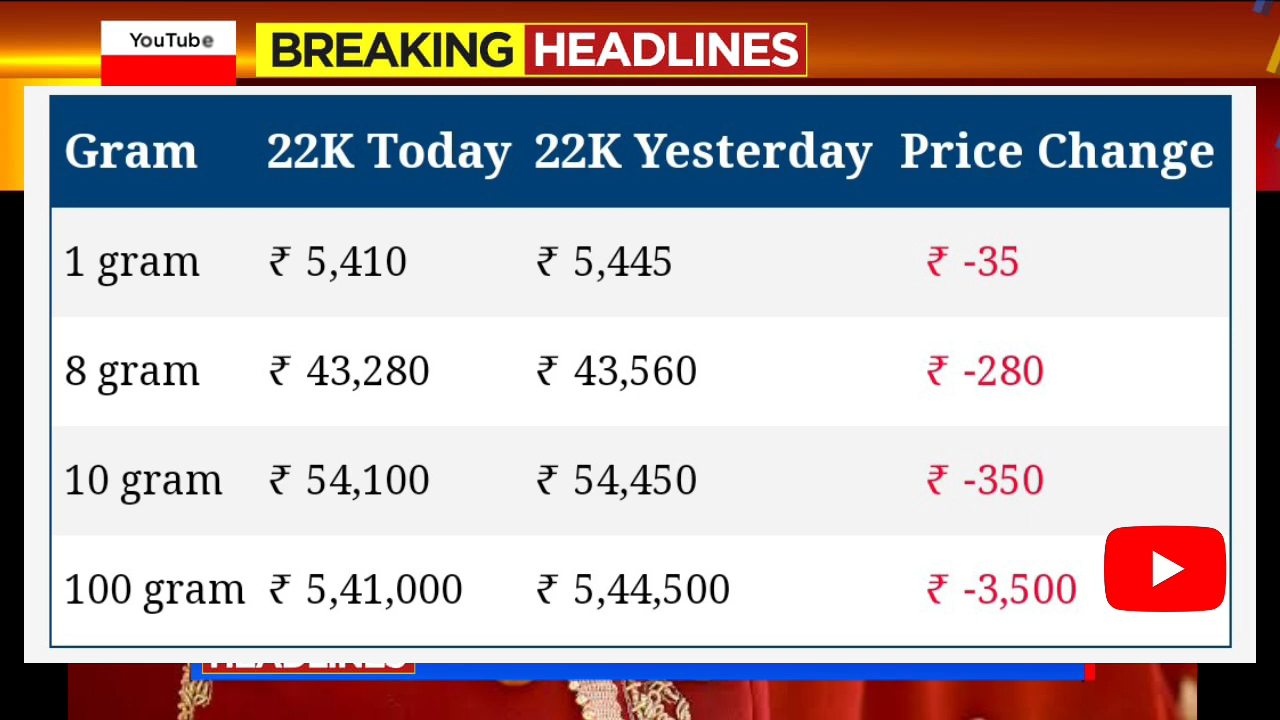 YouTube
BREAKING HEADLINES
Gram 22K Today 22K Yesterday Price Change
1 gram ₹ 5,410 ₹ 5,445 ₹ -35
8 gram ₹ 43,280 ₹ 43,560 ₹ -280
10 gram ₹ 54,100 ₹ 54,450 ₹ -350
100 gram ₹ 5,41,000 ₹ 5,44,500 ₹ -3,500
HEADLINES